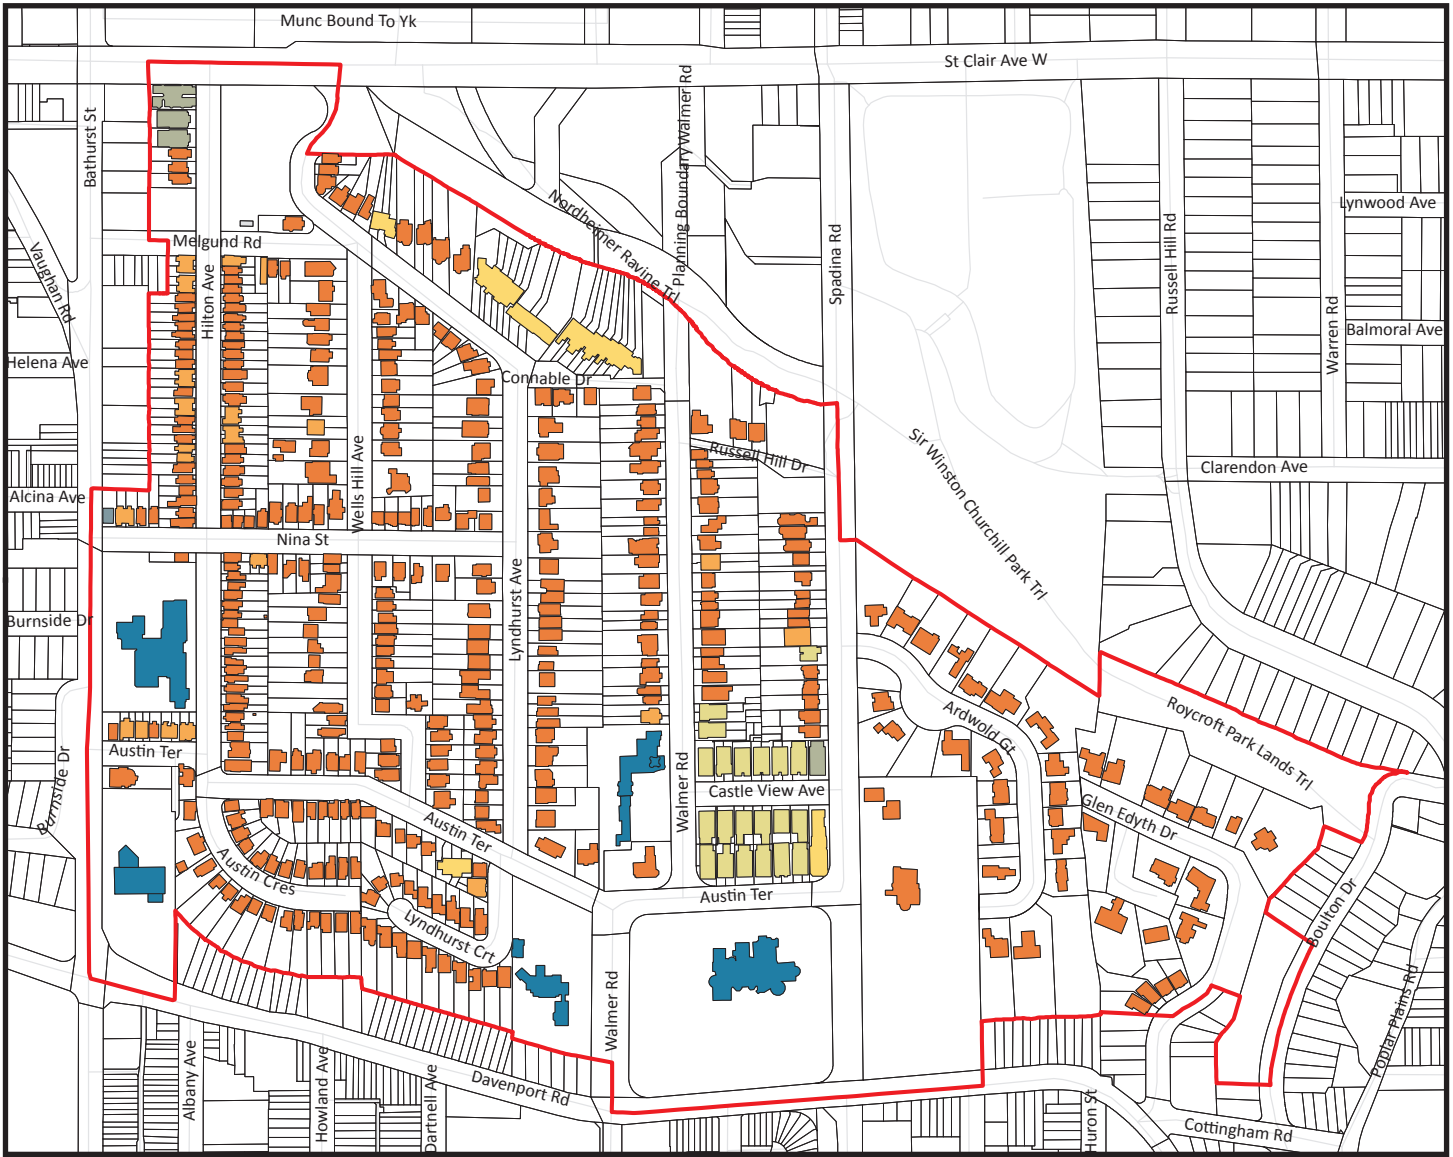 Munc Bound To Yk
St Clair Ave W
Bathurst St
Planning Boundary
Walmer Rd
Nordheimer Ravine Trl
Spadina Rd
Russell Hill Rd
Lynwood Ave
Melgund Rd
Vaughan Rd
Hilton Ave
Warren Rd
Balmoral Ave
Helena Ave
Connable Dr
Wells Hill Ave
Russell Hill Dr
Sir Winston Churchill Park Trl
Clarendon Ave
Alcina Ave
Nina St
Lyndhurst Ave
Burnside Dr
Ardwold Gt
Roycroft Park Lands Trl
Austin Ter
Burnside Dr
Walmer Rd
Castle View Ave
Glen Edyth Dr
Austin Ter
Austin Cres
Austin Ter
Lyndhurst Crt
Boulton Dr
Walmer Rd
Poplar Plains Rd
Albany Ave
Howland Ave
Dartnell Ave
Davenport Rd
Huron St
Cottingham Rd